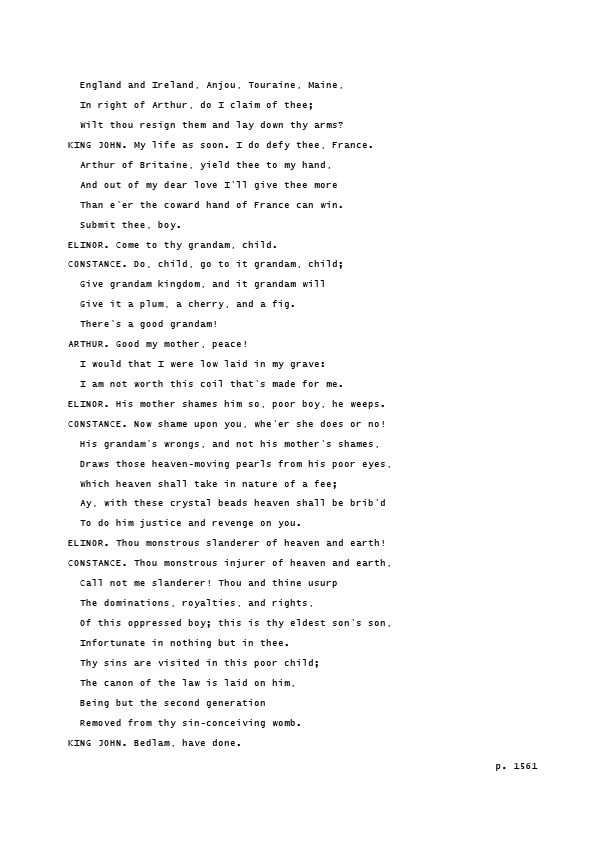 England and Ireland, Anjou, Touraine, Maine,
In right of Arthur, do I claim of thee;
Wilt thou resign them and lay down thy arms?
KING JOHN. My life as soon. I do defy thee, France.
Arthur of Britaine, yield thee to my hand,
And out of my dear love I'll give thee more
Than e'er the coward hand of France can win.
Submit thee, boy.
ELINOR. Come to thy grandam, child.
CONSTANCE. Do, child, go to it grandam, child;
Give grandam kingdom, and it grandam will
Give it a plum, a cherry, and a fig.
There's a good grandam!
ARTHUR. Good my mother, peace!
I would that I were low laid in my grave:
I am not worth this coil that's made for me.
ELINOR. His mother shames him so, poor boy, he weeps.
CONSTANCE. Now shame upon you, whe'er she does or no!
His grandam's wrongs, and not his mother's shames,
Draws those heaven-moving pearls from his poor eyes,
Which heaven shall take in nature of a fee;
Ay, with these crystal beads heaven shall be brib'd
To do him justice and revenge on you.
ELINOR. Thou monstrous slanderer of heaven and earth!
CONSTANCE. Thou monstrous injurer of heaven and earth,
Call not me slanderer! Thou and thine usurp
The dominations, royalties, and rights,
Of this oppressed boy; this is thy eldest son's son,
Infortunate in nothing but in thee.
Thy sins are visited in this poor child;
The canon of the law is laid on him,
Being but the second generation
Removed from thy sin-conceiving womb.
KING JOHN. Bedlam, have done.
p. 1561